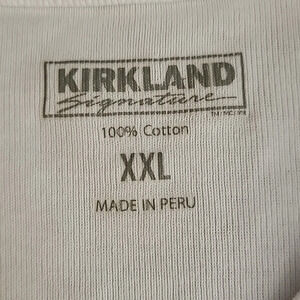 KIRKLAND
Signature
100% Cotton
XXL
MADE IN PERU